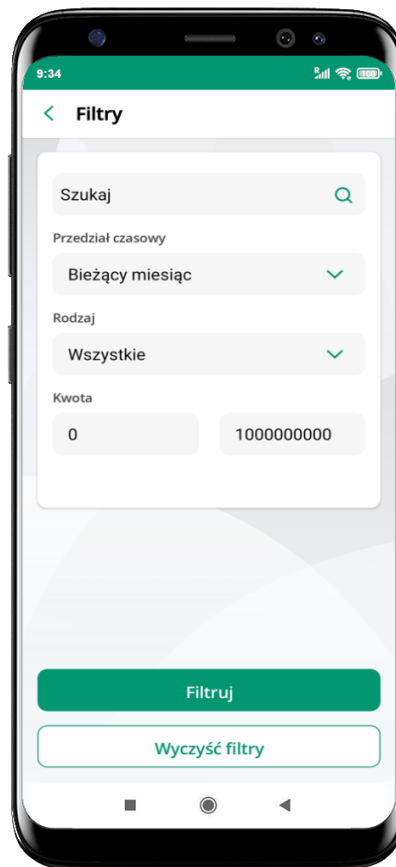 9:34
Filtry
Szukaj
Przedział czasowy
Bieżący miesiąc
Rodzaj
Wszystkie
Kwota
0 1000000000
Filtruj
Wyczyść filtry